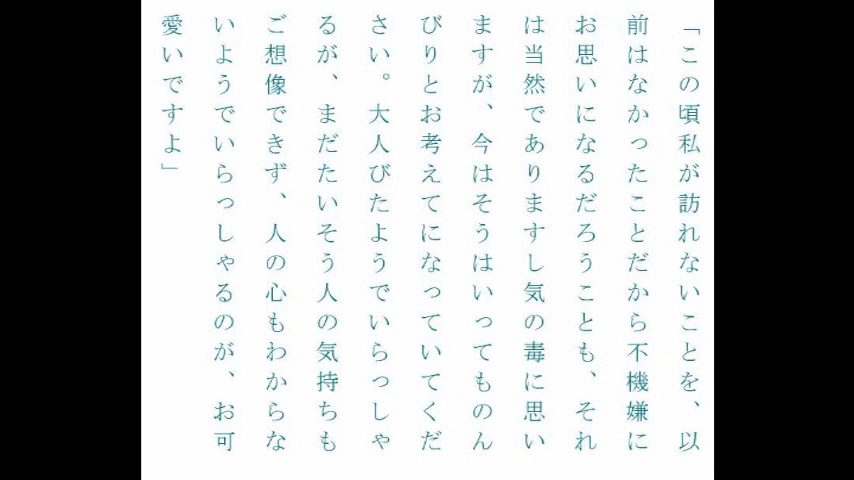 「この頃私が訪れないことを、以
前はなかったことだから不機嫌に
お思いになるだろうことも、それ
は当然でありますし気の毒に思い
ますが、今はそうはいってものん
びりとお考えてになっていてくだ
さい。大人びたようでいらっしゃ
るが、まだたいそう人の気持ちも
ご想像できず、人の心もわからな
いようでいらっしゃるのが、お可
愛いですよ」